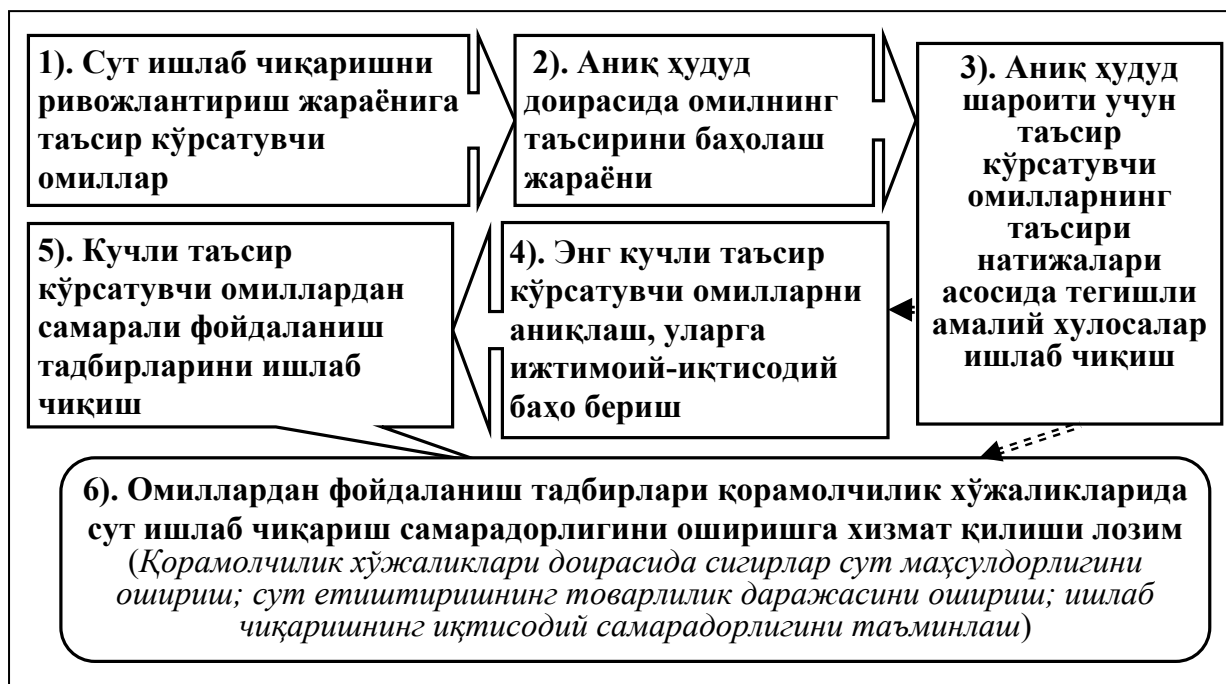 1). Сут ишлаб чиқаришни
ривожлантириш жараёнига
таъсир кўрсатувчи
омиллар
2). Аниқ ҳудуд
доирасида омилнинг
таъсирини баҳолаш
жараёни
3). Аниқ ҳудуд
шароити учун
таъсир
кўрсатувчи
омилларнинг
таъсири
натижалари
асосида тегишли
амалий хулосалар
ишлаб чиқиш
4). Энг кучли таъсир
кўрсатувчи омилларни
аниқлаш, уларга
ижтимоий-иқтисодий
баҳо бериш
5). Кучли таъсир
кўрсатувчи омиллардан
самарали фойдаланиш
тадбирларини ишлаб
чиқиш
6). Омиллардан фойдаланиш тадбирлари қорамолчилик хўжаликларида
сут ишлаб чиқариш самарадорлигини оширишга хизмат қилиши лозим
(Қорамолчилик хўжаликлари доирасида сигирлар сут маҳсулдорлигини
ошириш; сут етиштиришнинг товарлилик даражасини ошириш; ишлаб
чиқаришнинг иқтисодий самарадорлигини таъминлаш)